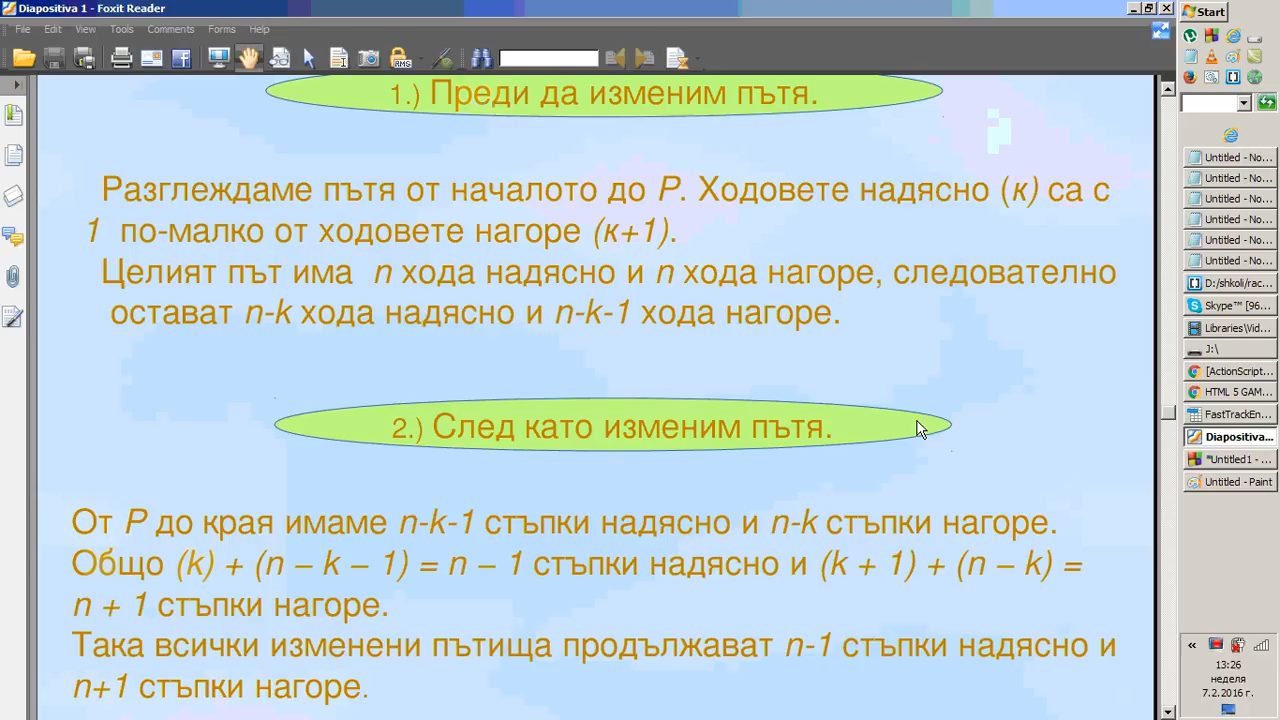 Diapositiva 1 - Foxit Reader
File Edit View Tools Comments Forms Help
RMS
1.) Преди да изменим пътя.
Разглеждаме пътя от началото до P. Ходовете надясно (к) са с
1 по-малко от ходовете нагоре (к+1).
Целият път има n хода надясно и n хода нагоре, следователно
остават n-k хода надясно и n-k-1 хода нагоре.
2.) След като изменим пътя.
От P до края имаме n-k-1 стъпки надясно и n-k стъпки нагоре.
Общо (k) + (n – k – 1) = n – 1 стъпки надясно и (k + 1) + (n – k) =
n + 1 стъпки нагоре.
Така всички изменени пътища продължават n-1 стъпки надясно и
n+1 стъпки нагоре.
Start
Untitled - No...
Untitled - No...
Untitled - No...
Untitled - No...
Untitled - No...
Untitled - No...
D:/shkoli/rac...
Skype™ [96...
Libraries\Vid...
J:\
[ActionScript...
HTML 5 GAM...
FastTrackEn...
Diapositiva...
*Untitled1 - ...
Untitled - Paint
13:26
неделя
7.2.2016 г.